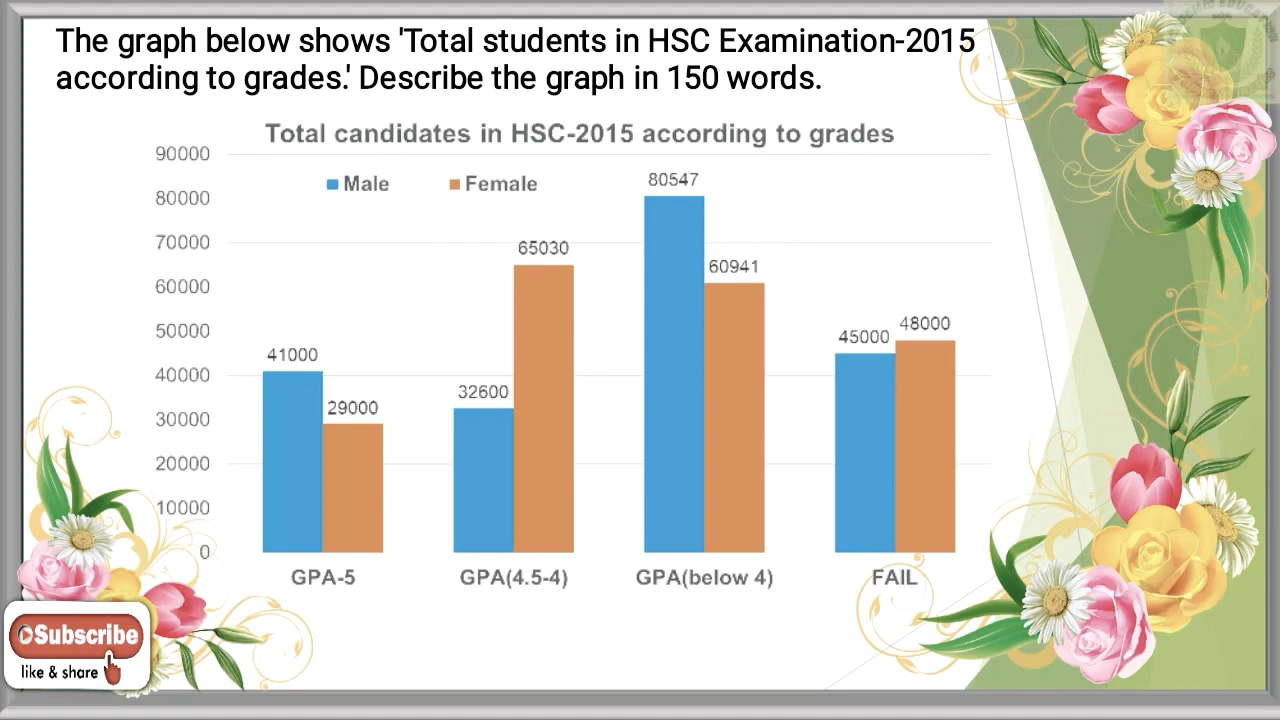 The graph below shows 'Total students in HSC Examination-2015
according to grades.' Describe the graph in 150 words.
Total candidates in HSC-2015 according to grades
90000
Male
Female
80547
80000
70000
65030
60941
60000
50000
48000
45000
41000
40000
32600
29000
30000
20000
10000
0
GPA-5
GPA(4.5-4)
GPA(below 4)
FAIL
Subscribe
like & share